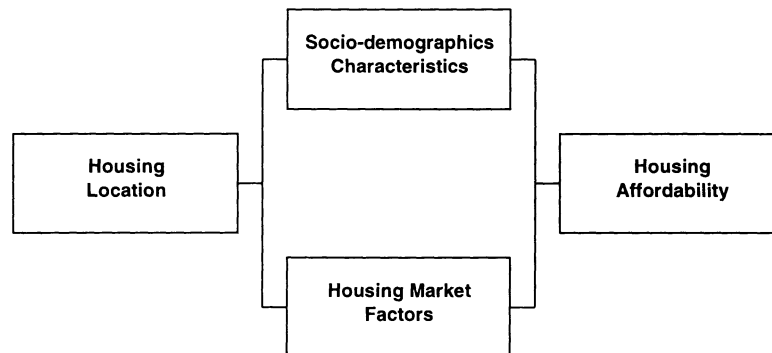 Socio-demographics
Characteristics
Housing
Location
Housing
Affordability
Housing Market
Factors